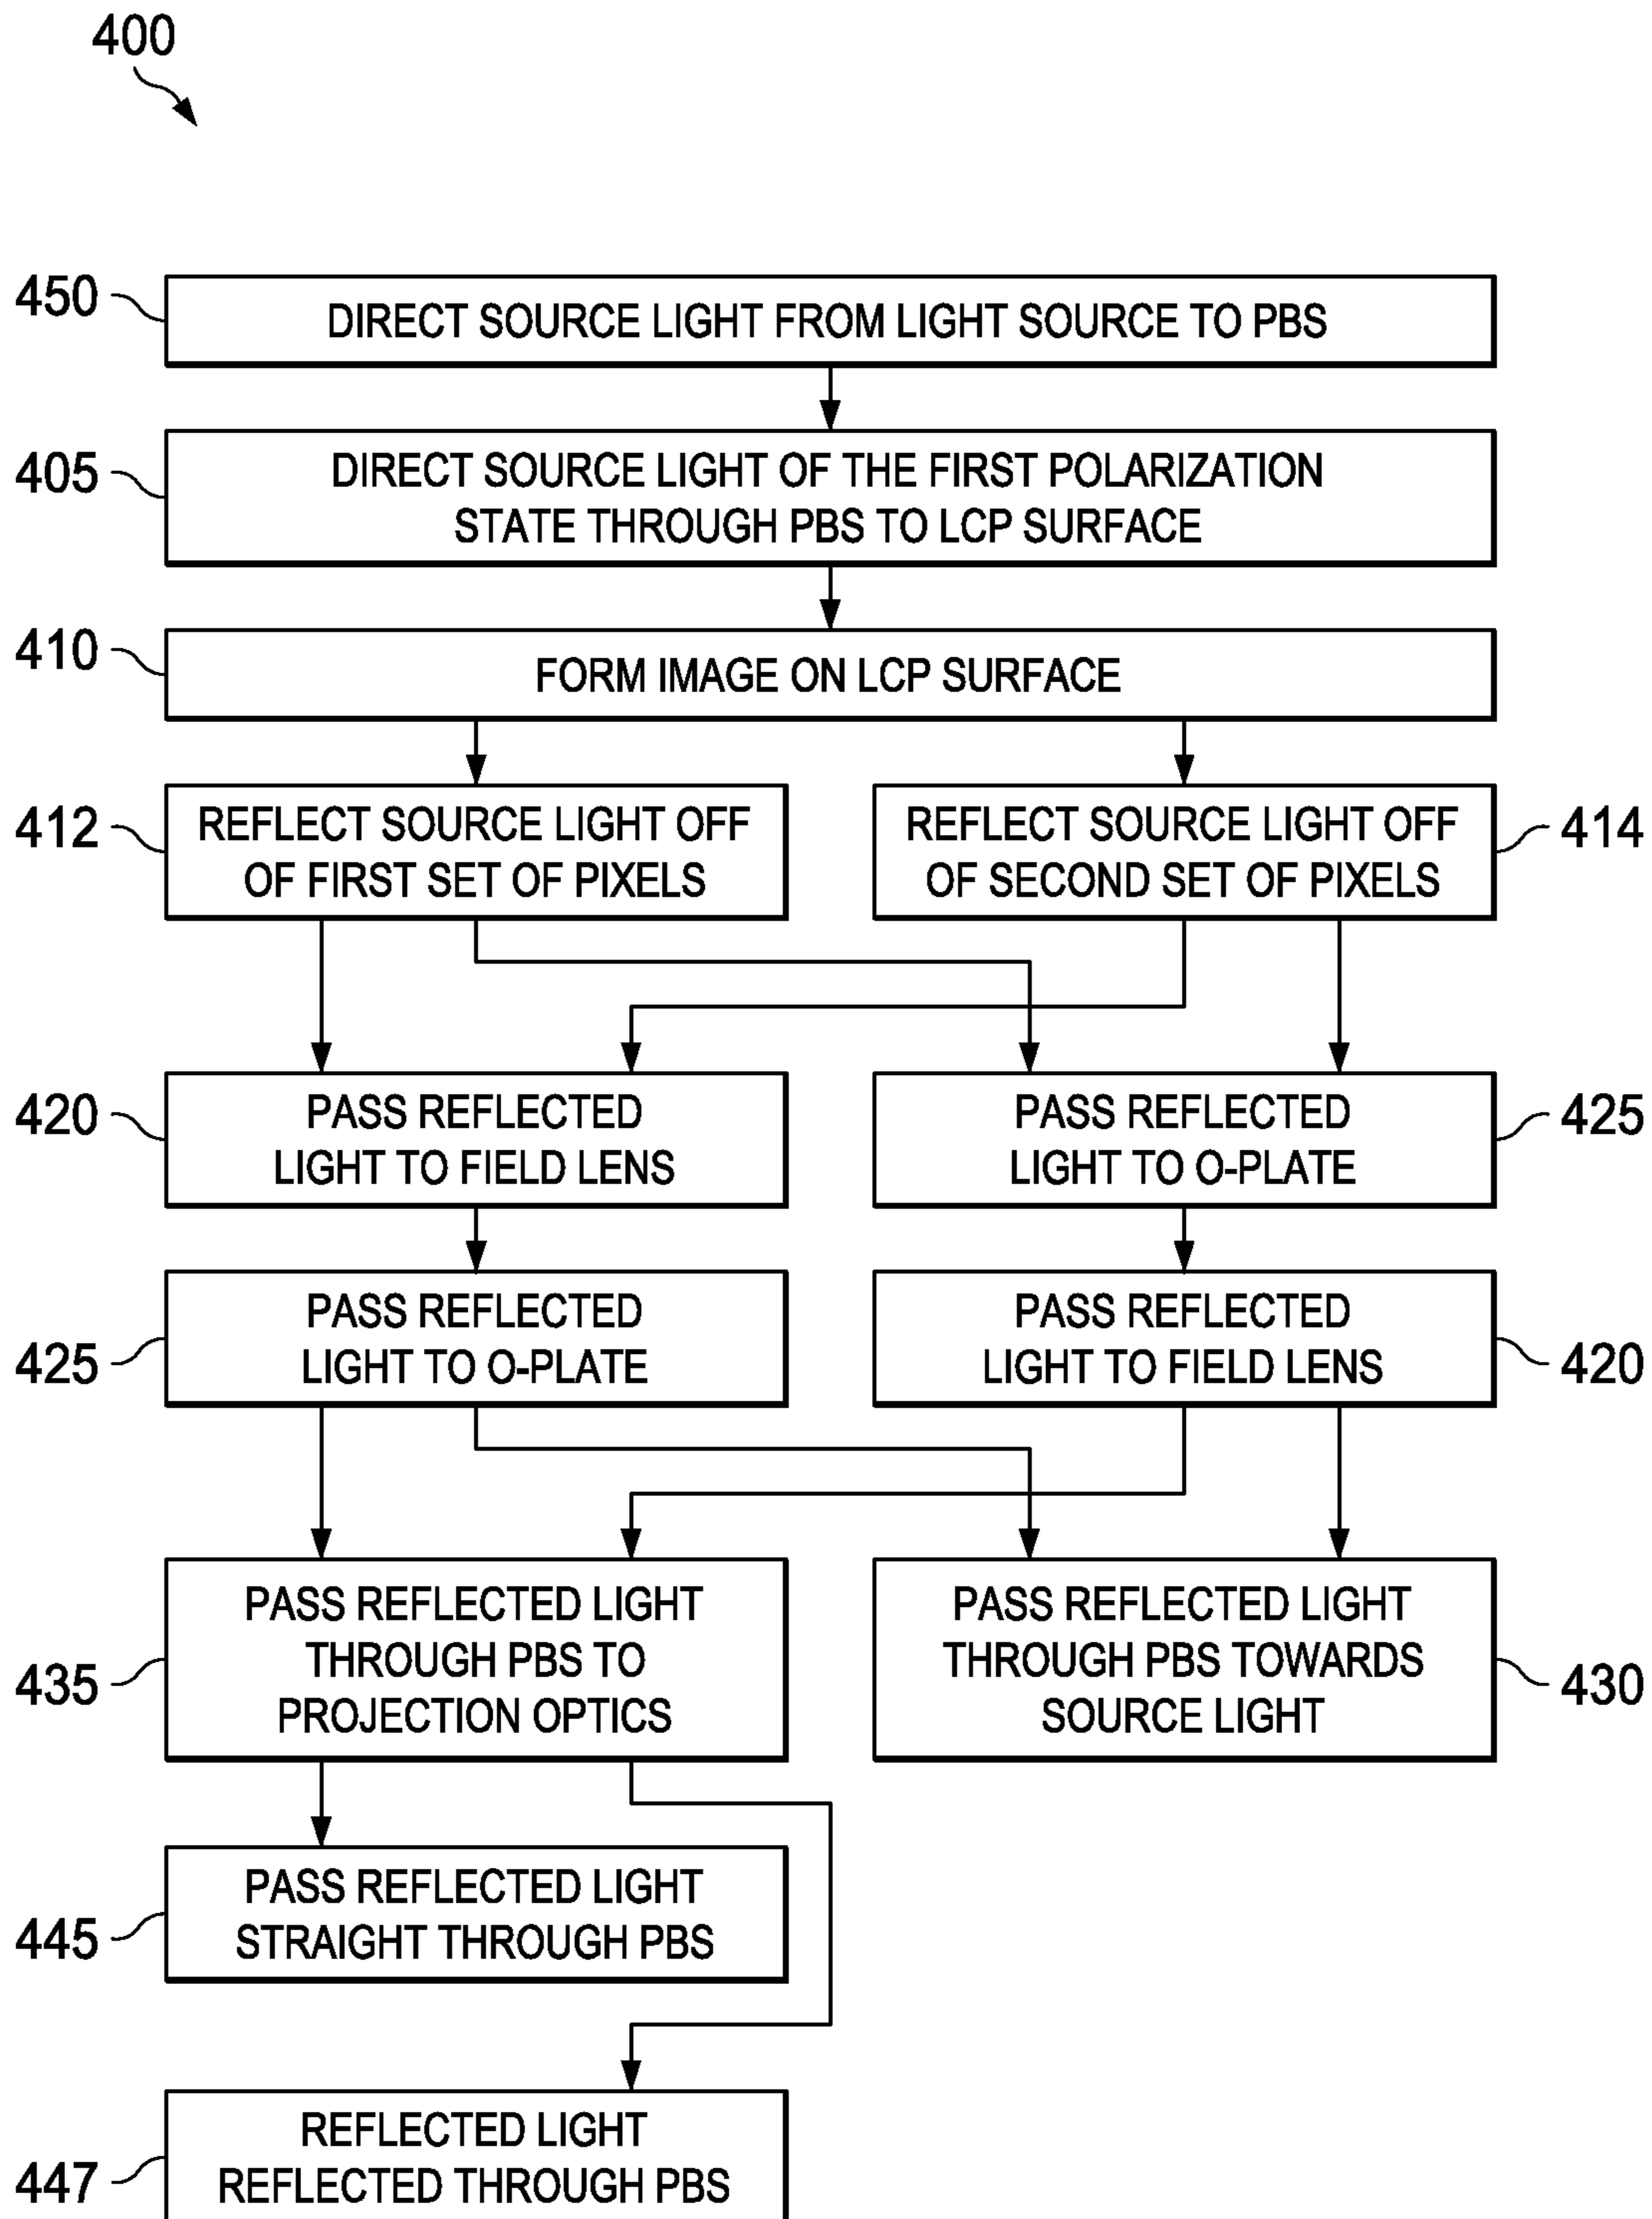 400
450
DIRECT SOURCE LIGHT FROM LIGHT SOURCE TO PBS
405
DIRECT SOURCE LIGHT OF THE FIRST POLARIZATION
STATE THROUGH PBS TO LCP SURFACE
410
FORM IMAGE ON LCP SURFACE
412
REFLECT SOURCE LIGHT OFF
OF FIRST SET OF PIXELS
REFLECT SOURCE LIGHT OFF
OF SECOND SET OF PIXELS
414
420
PASS REFLECTED
LIGHT TO FIELD LENS
PASS REFLECTED
LIGHT TO O-PLATE
425
425
PASS REFLECTED
LIGHT TO O-PLATE
PASS REFLECTED
LIGHT TO FIELD LENS
420
435
PASS REFLECTED LIGHT
THROUGH PBS TO
PROJECTION OPTICS
PASS REFLECTED LIGHT
THROUGH PBS TOWARDS
SOURCE LIGHT
430
445
PASS REFLECTED LIGHT
STRAIGHT THROUGH PBS
447
REFLECTED LIGHT
REFLECTED THROUGH PBS